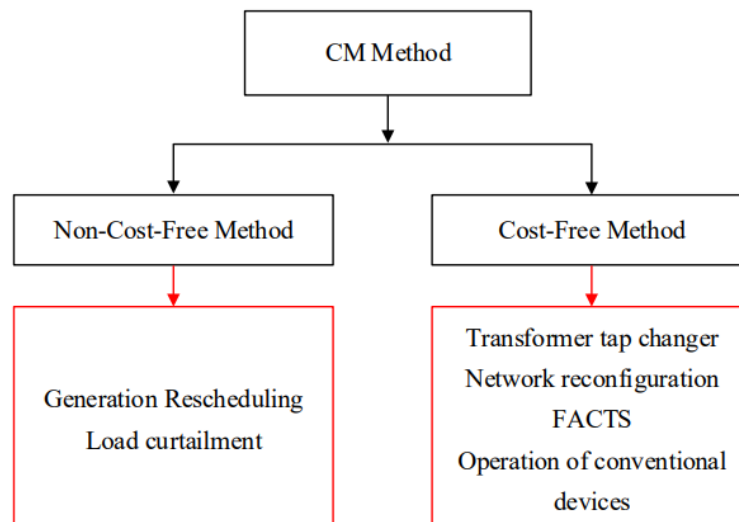 CM Method
Non-Cost-Free Method
Cost-Free Method
Generation Rescheduling
Load curtailment
Transformer tap changer
Network reconfiguration
FACTS
Operation of conventional
devices